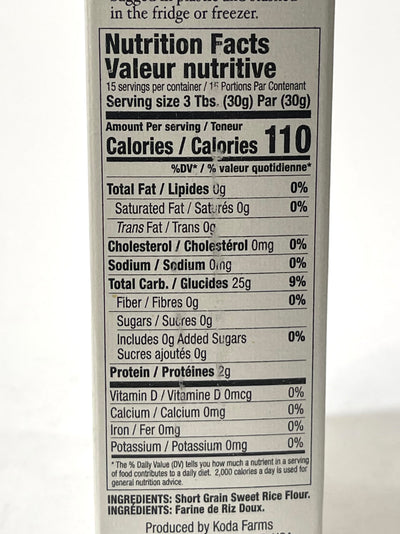 in the fridge or freezer.
Nutrition Facts
Valeur nutritive
15 servings per container / 15 Portions Par Contenant
Serving size 3 Tbs. (30g) Par (30g)
Amount Per serving / Teneur
Calories / Calories 110
%DV* / % valeur quotidienne*
Total Fat / Lipides 0g 0%
Saturated Fat / Saturés 0g 0%
Trans Fat / Trans 0g
Cholesterol / Cholestérol 0mg 0%
Sodium / Sodium 0mg 0%
Total Carb. / Glucides 25g 9%
Fiber / Fibres 0g 0%
Sugars / Sucres 0g
Includes 0g Added Sugars 0%
Sucres ajoutés 0g
Protein / Protéines 2g
Vitamin D / Vitamine D 0mcg 0%
Calcium / Calcium 0mg 0%
Iron / Fer 0mg 0%
Potassium / Potassium 0mg 0%
* The % Daily Value (DV) tells you how much a nutrient in a serving
of food contributes to a daily diet. 2,000 calories a day is used for
general nutrition advice.
INGREDIENTS: Short Grain Sweet Rice Flour.
INGRÉDIENTS: Farine de Riz Doux.
Produced by Koda Farms